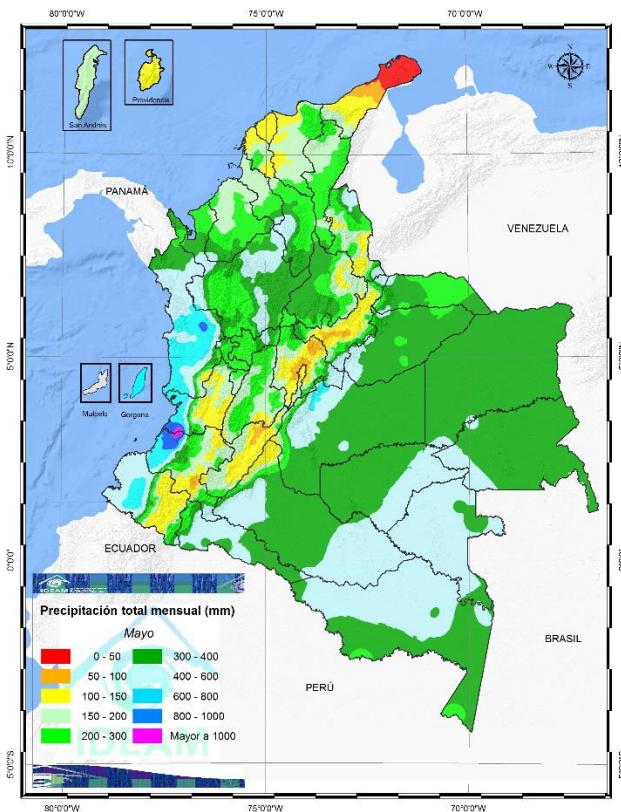 80°0'0"W 75°0'0"W 70°0'0"W
San Andrés
Providencia
N
W E
S
10°0'0"N
PANAMÁ
VENEZUELA
5°0'0"N
Malpelo
Gorgona
ECUADOR
0°0'0"
IDEAM
Precipitación total mensual (mm)
Mayo
0 - 50
50 - 100
100 - 150
150 - 200
200 - 300
300 - 400
400 - 600
600 - 800
800 - 1000
Mayor a 1000
IDEAM
BRASIL
PERÚ
5°0'0"S
80°0'0"W 75°0'0"W 70°0'0"W